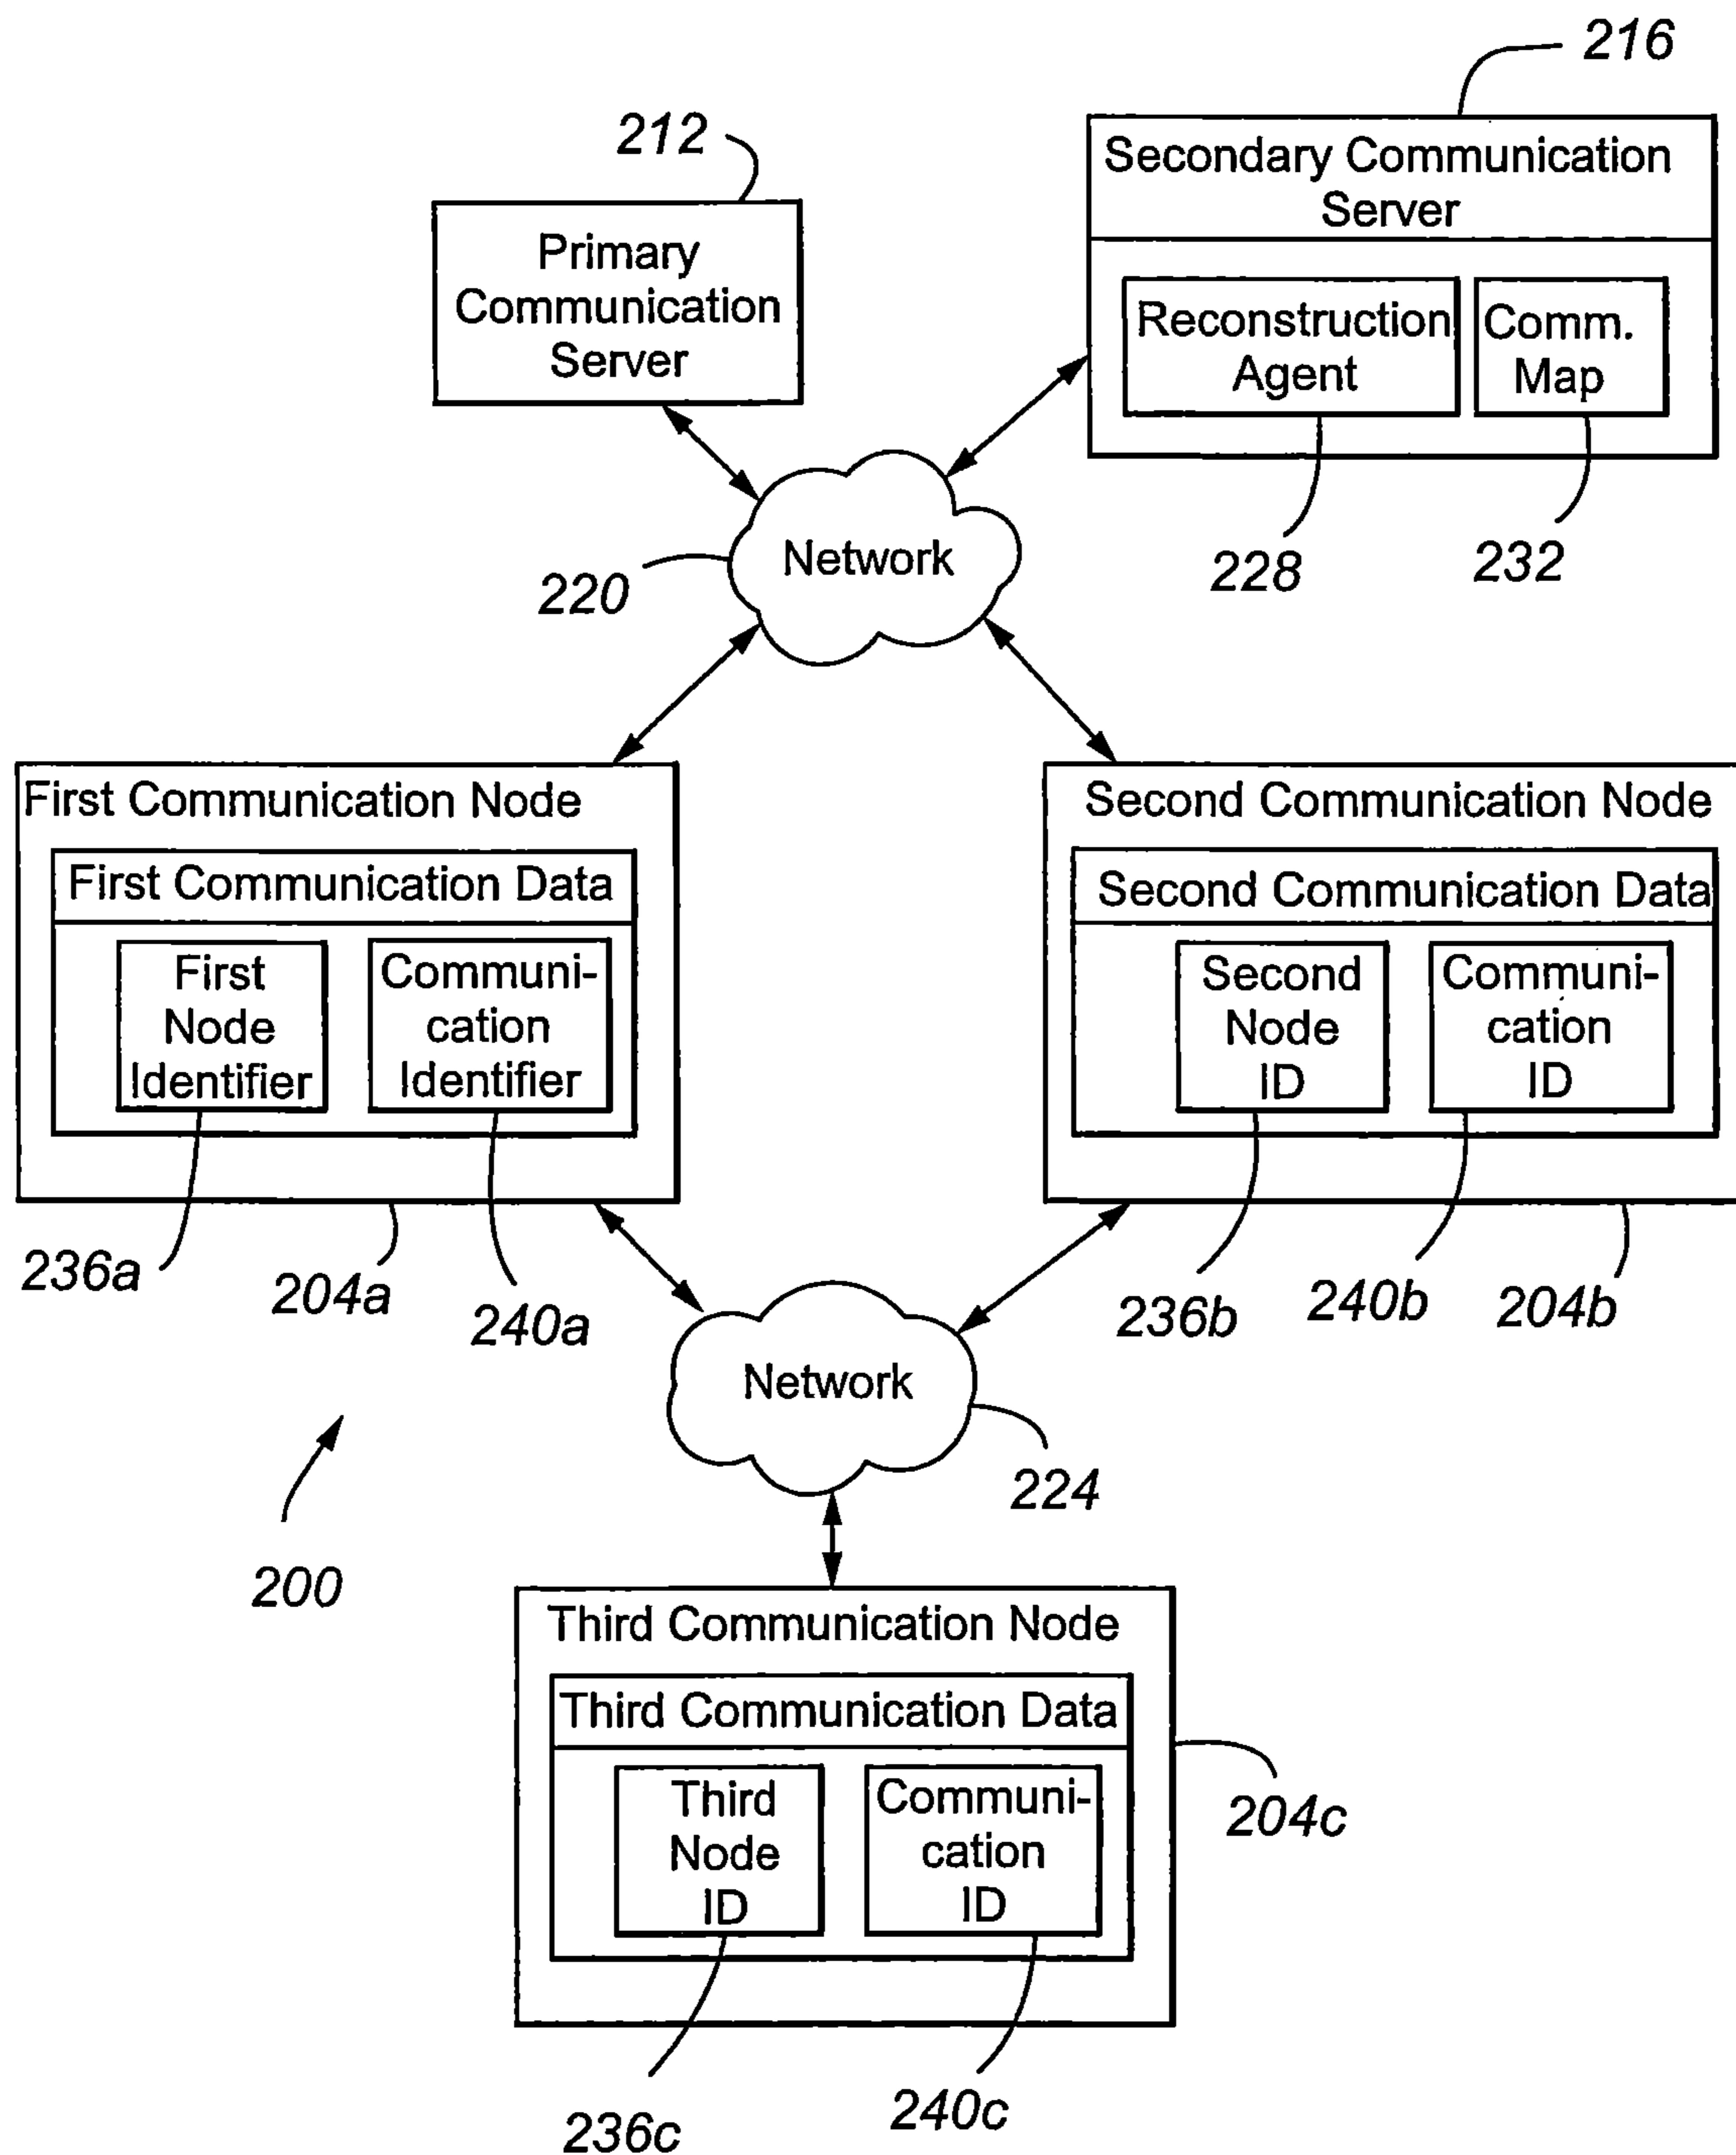 216
212
Secondary Communication
Server
Primary
Communication
Server
Reconstruction
Agent
Comm.
Map
Network
220
228
232
First Communication Node
First Communication Data
First
Node
Identifier
Communi-
cation
Identifier
Second Communication Node
Second Communication Data
Second
Node
ID
Communi-
cation
ID
236a
204a
240a
236b
240b
204b
Network
224
200
Third Communication Node
Third Communication Data
Third
Node
ID
Communi-
cation
ID
204c
236c
240c